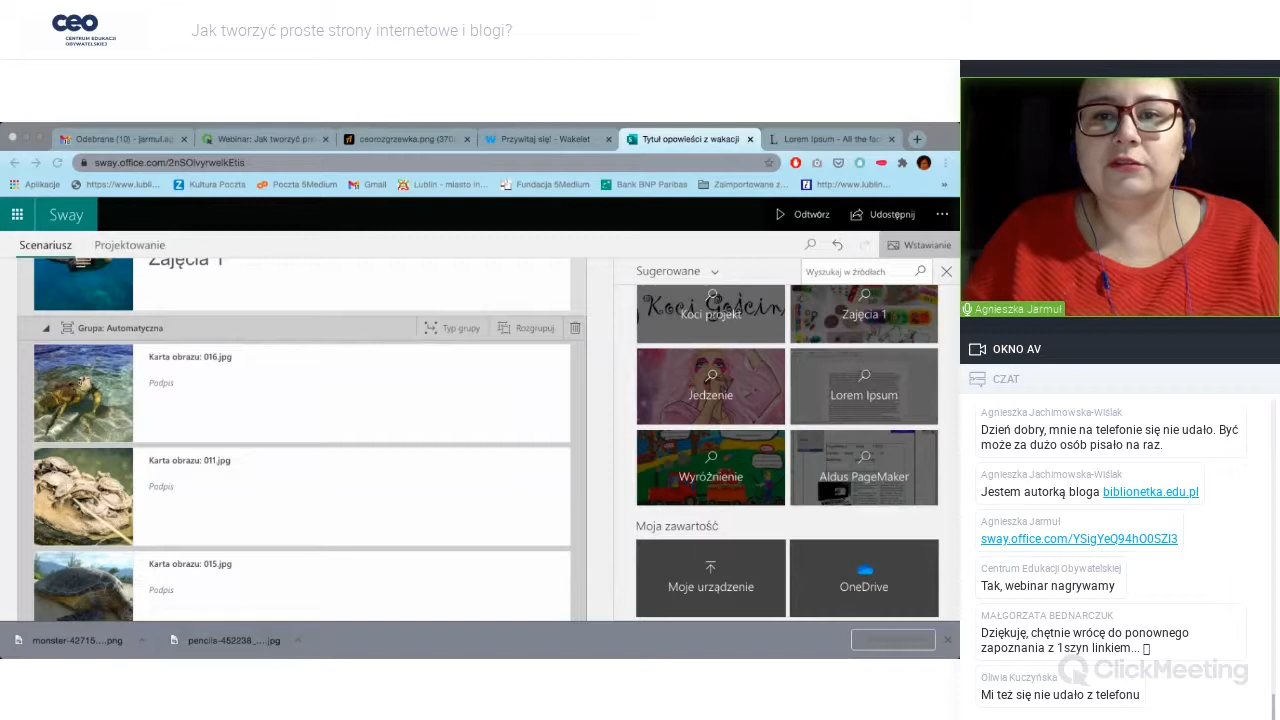 ceo
CENTRUM EDUKACJI
OBYWATELSKIEJ
Jak tworzyć proste strony internetowe i blogi?
Odebrane (10) - jarmul.ag
Webinar: Jak tworzyć pro
ceorozgrzewka.png (370
Przywitaj się! - Wakelet
Tytuł opowieści z wakacji
Lorem Ipsum - All the fac
sway.office.com/2nSOlvyrwelkEtis
Aplikacje
https://www.lubli...
Kultura Poczta
Poczta 5Medium
Gmail
Lublin - miasto in...
Fundacja 5Medium
Bank BNP Paribas
Zaimportowane z...
http://www.lublin...
»
Sway
Odtwórz
Udostępnij
Scenariusz
Projektowanie
Wstawianie
Zajęcia 1
Sugerowane
Wyszukaj w źródłach
Grupa: Automatyczna
Typ grupy
Rozgrupuj
Koci Gościn
Koci projekt
Zajęcia 1
Karta obrazu: 016.jpg
Podpis
Jedzenie
Lorem Ipsum
Karta obrazu: 011.jpg
Podpis
Wyróżnienie
Aldus PageMaker
Moja zawartość
Karta obrazu: 015.jpg
Podpis
Moje urządzenie
OneDrive
monster-42715....png
pencils-452238_....jpg
Agnieszka Jarmuł
OKNO AV
CZAT
Agnieszka Jachimowska-Wiślak
Dzień dobry, mnie na telefonie się nie udało. Być
może za dużo osób pisało na raz.
Agnieszka Jachimowska-Wiślak
Jestem autorką bloga biblionetka.edu.pl
Agnieszka Jarmuł
sway.office.com/YSigYeQ94hO0SZI3
Centrum Edukacji Obywatelskiej
Tak, webinar nagrywamy
MAŁGORZATA BEDNARCZUK
Dziękuję, chętnie wrócę do ponownego
zapoznania z 1szyn linkiem...
Oliwia Kuczyńska
Mi też się nie udało z telefonu
ClickMeeting